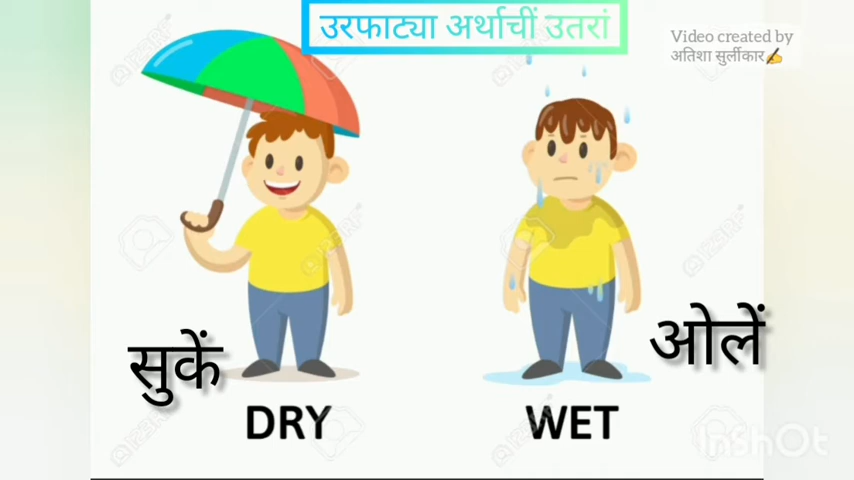 उरफाट्या अर्थाचीं उतरां
Video created by
अतिशा सुर्लीकार✍️
सुकें
ओलें
DRY
WET
InShOt